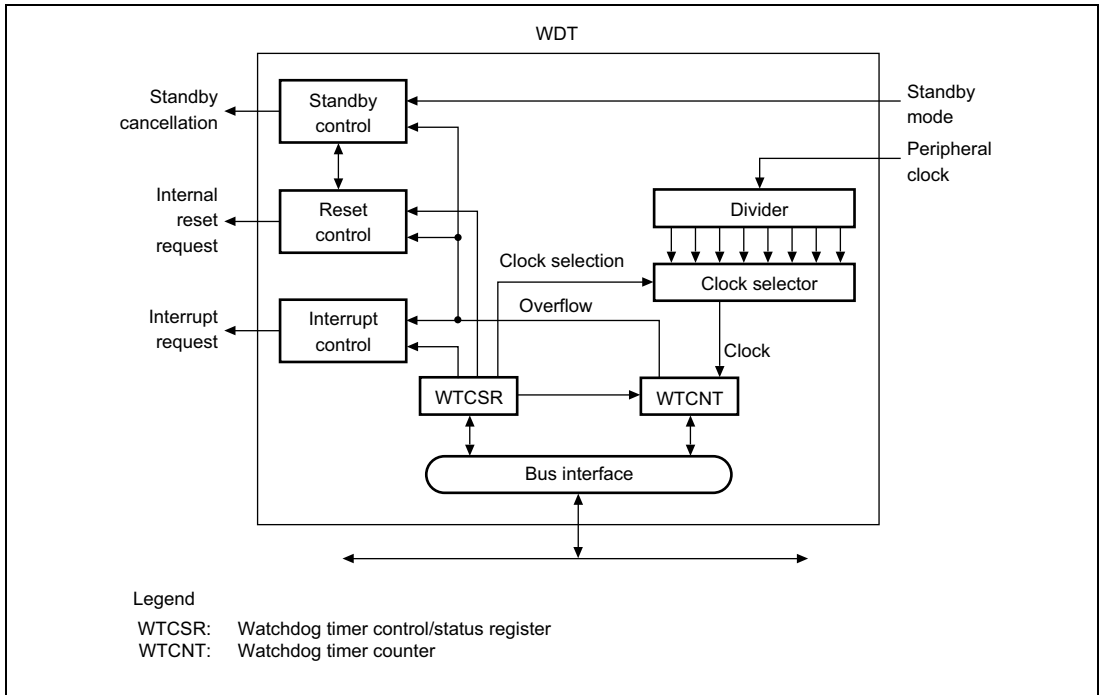 WDT
Standby
cancellation
Standby
control
Standby
mode
Peripheral
clock
Internal
reset
request
Reset
control
Divider
Clock selection
Clock selector
Overflow
Interrupt
request
Interrupt
control
Clock
WTCSR
WTCNT
Bus interface
Legend
WTCSR: Watchdog timer control/status register
WTCNT: Watchdog timer counter